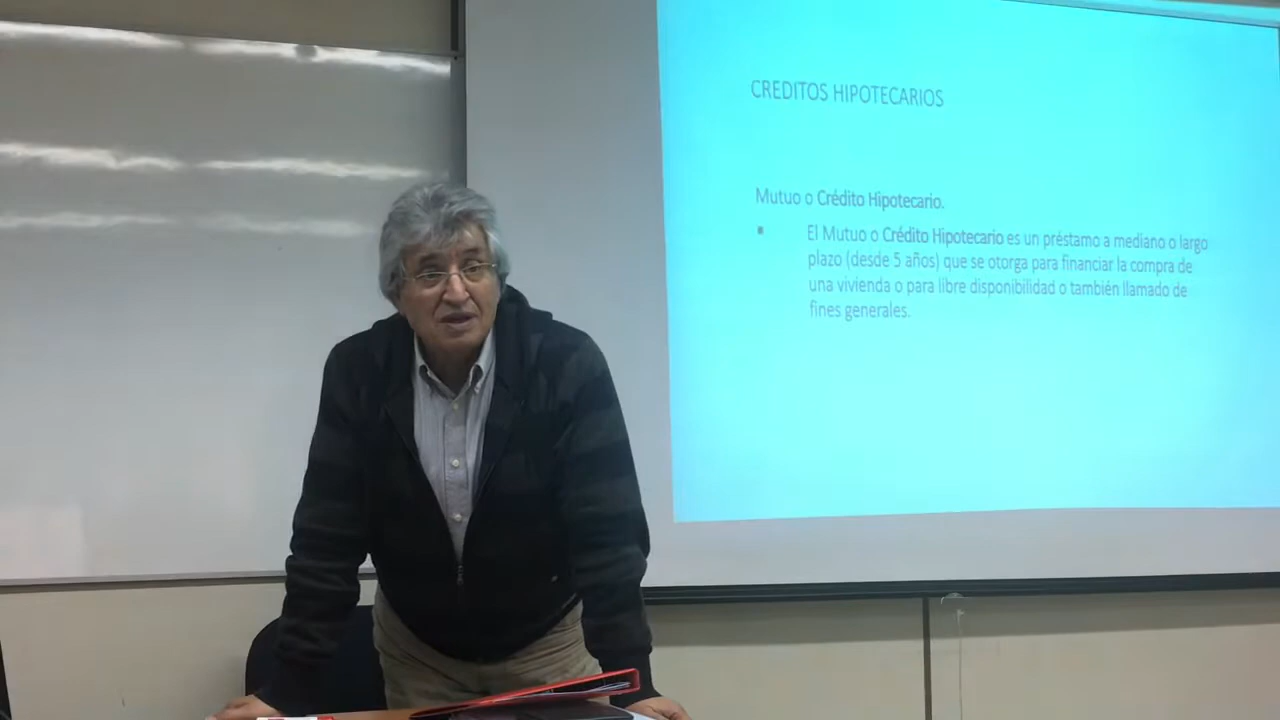 CREDITOS HIPOTECARIOS
Mutuo o Crédito Hipotecario.
▪ El Mutuo o Crédito Hipotecario es un préstamo a mediano o largo
plazo (desde 5 años) que se otorga para financiar la compra de
una vivienda o para libre disponibilidad o también llamado de
fines generales.